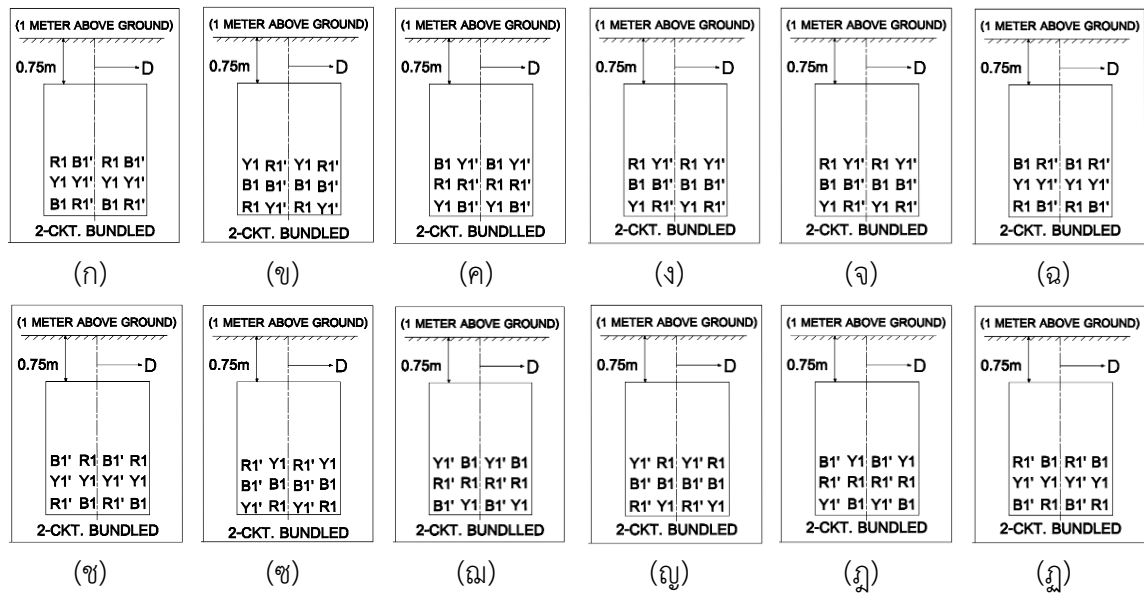 (1 METER ABOVE GROUND) (1 METER ABOVE GROUND) (1 METER ABOVE GROUND) (1 METER ABOVE GROUND) (1 METER ABOVE GROUND) (1 METER ABOVE GROUND)
0.75m D 0.75m D 0.75m D 0.75m D 0.75m D 0.75m D
R1 B1' R1 B1' Y1 R1' Y1 R1' B1 Y1' B1 Y1' R1 Y1' R1 Y1' R1 Y1' R1 Y1' B1 R1' B1 R1'
Y1 Y1' Y1 Y1' B1 B1' B1 B1' R1 R1' R1 R1' B1 B1' B1 B1' B1 B1' B1 B1' Y1 Y1' Y1 Y1'
B1 R1' B1 R1' R1 Y1' R1 Y1' Y1 B1' Y1 B1' Y1 R1' Y1 R1' Y1 R1' Y1 R1' R1 B1' R1 B1'
2-CKT. BUNDLED 2-CKT. BUNDLED 2-CKT. BUNDLLED 2-CKT. BUNDLED 2-CKT. BUNDLED 2-CKT. BUNDLED
(ก) (ข) (ค) (ง) (จ) (ฉ)
(1 METER ABOVE GROUND) (1 METER ABOVE GROUND) (1 METER ABOVE GROUND) (1 METER ABOVE GROUND) (1 METER ABOVE GROUND) (1 METER ABOVE GROUND)
0.75m D 0.75m D 0.75m D 0.75m D 0.75m D 0.75m D
B1' R1 B1' R1 R1' Y1 R1' Y1 Y1' B1 Y1' B1 Y1' R1 Y1' R1 B1' Y1 B1' Y1 R1' B1 R1' B1
Y1' Y1 Y1' Y1 B1' B1 B1' B1 R1' R1 R1' R1 B1' B1 B1' B1 R1' R1 R1' R1 Y1' Y1 Y1' Y1
R1' B1 R1' B1 Y1' R1 Y1' R1 B1' Y1 B1' Y1 R1' Y1 R1' Y1 Y1' B1 Y1' B1 B1' R1 B1' R1
2-CKT. BUNDLED 2-CKT. BUNDLED 2-CKT. BUNDLLED 2-CKT. BUNDLED 2-CKT. BUNDLED 2-CKT. BUNDLED
(ช) (ซ) (ฌ) (ญ) (ฎ) (ฏ)